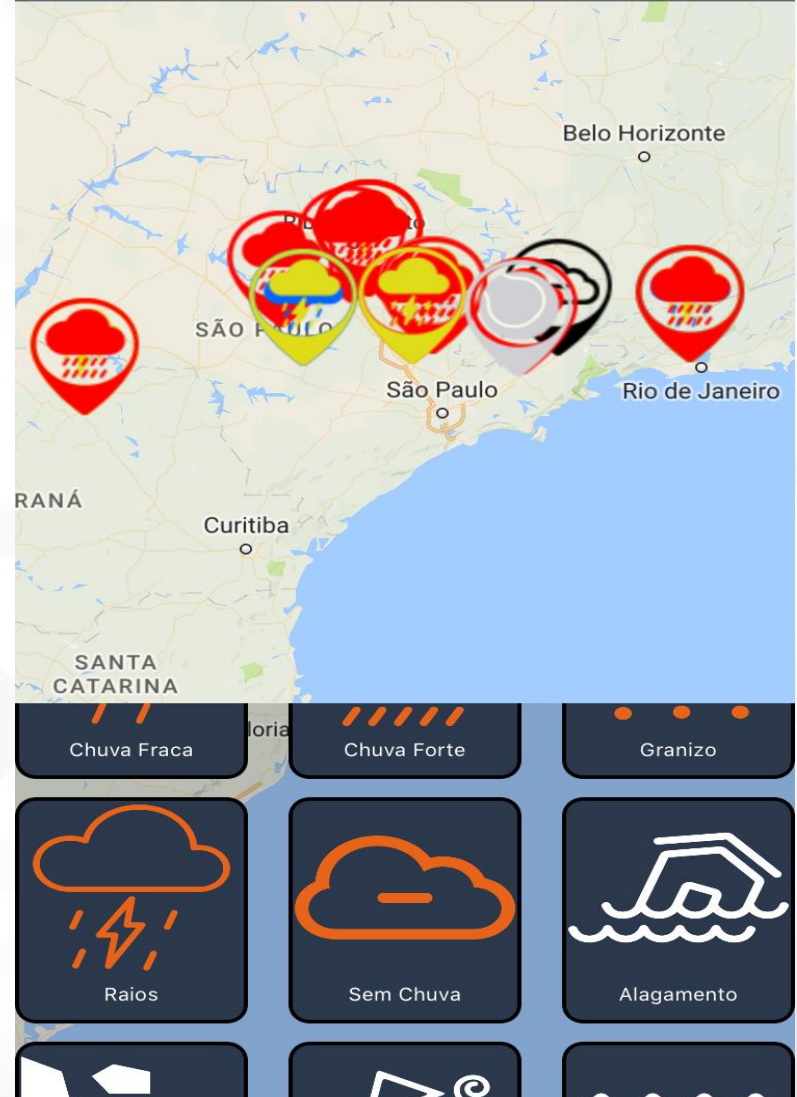 Belo Horizonte
SÃO PAULO
São Paulo
Rio de Janeiro
RANÁ
Curitiba
SANTA
CATARINA
loria
Chuva Fraca
Chuva Forte
Granizo
Raios
Sem Chuva
Alagamento